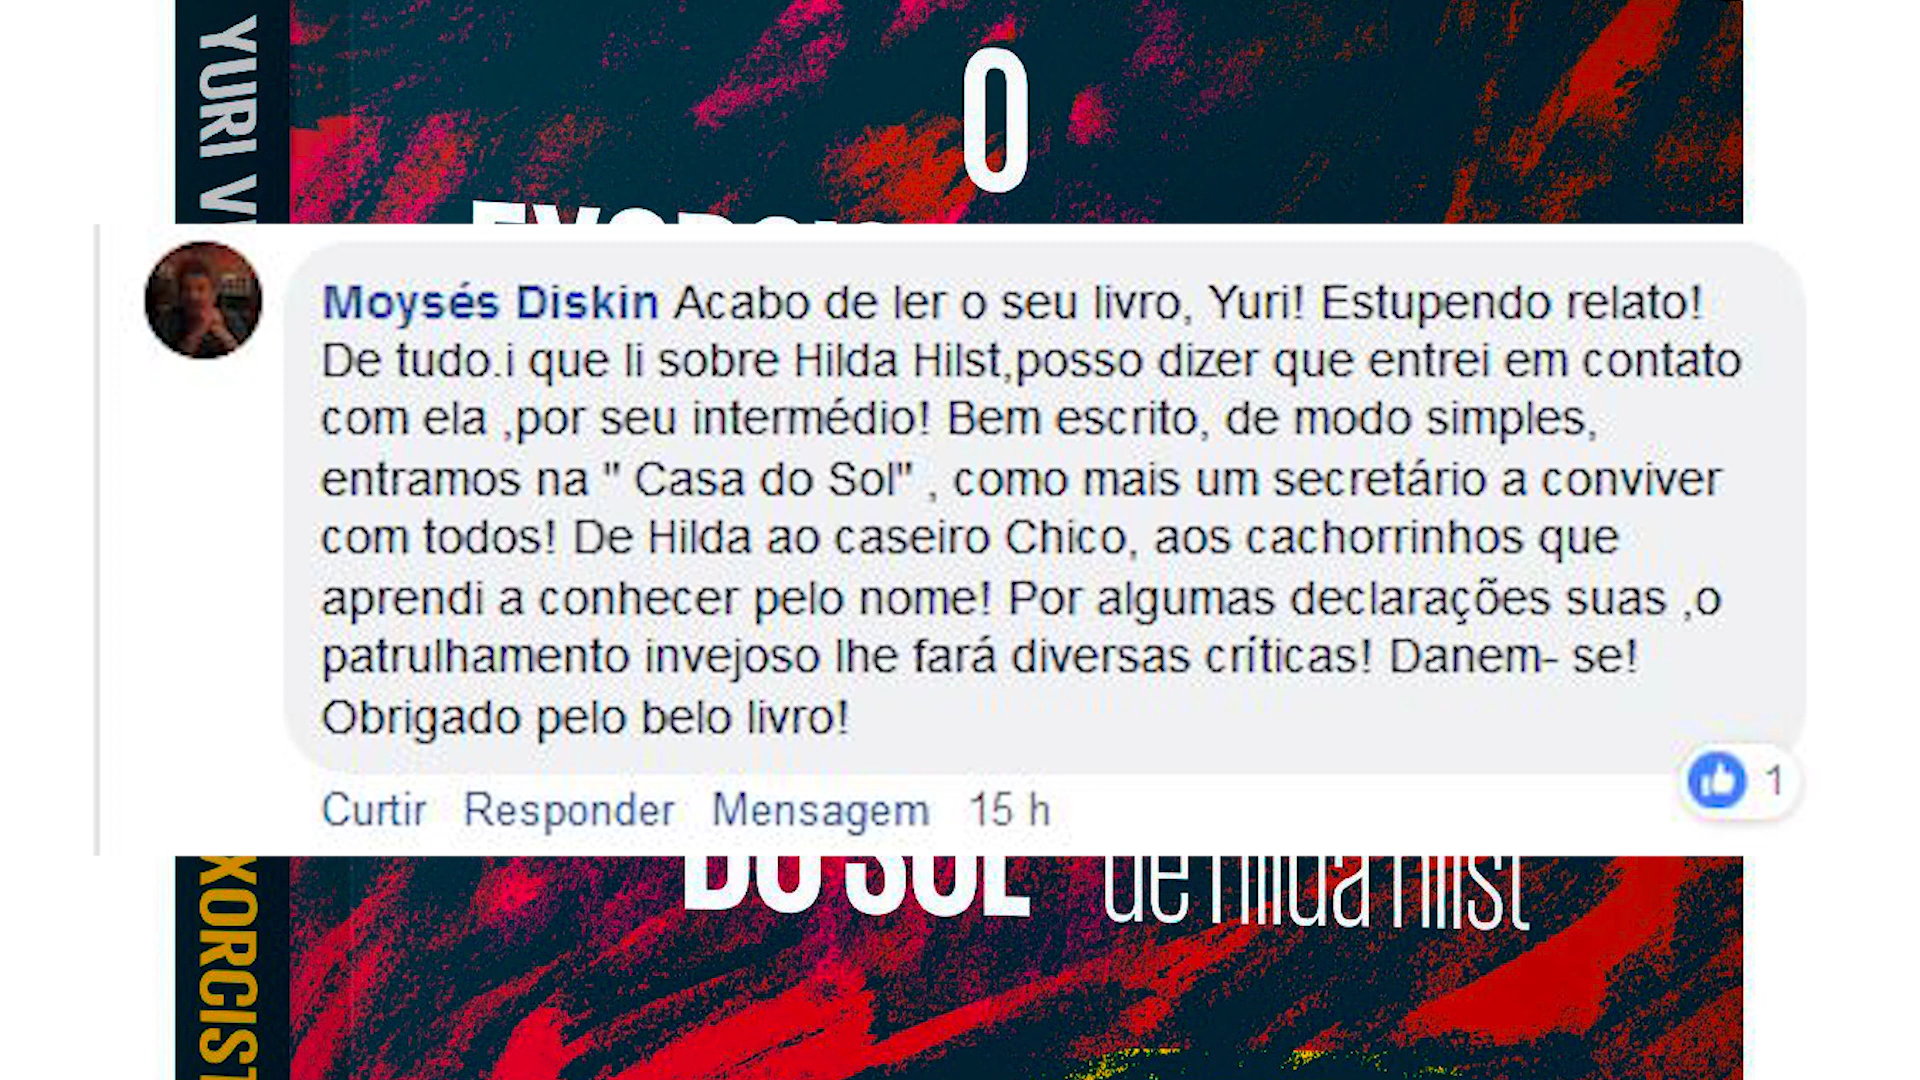 YURI V
O
EXORCIS
Moysés Diskin Acabo de ler o seu livro, Yuri! Estupendo relato!
De tudo.i que li sobre Hilda Hilst,posso dizer que entrei em contato
com ela ,por seu intermédio! Bem escrito, de modo simples,
entramos na " Casa do Sol" , como mais um secretário a conviver
com todos! De Hilda ao caseiro Chico, aos cachorrinhos que
aprendi a conhecer pelo nome! Por algumas declarações suas ,o
patrulhamento invejoso lhe fará diversas críticas! Danem- se!
Obrigado pelo belo livro!
1
Curtir Responder Mensagem 15 h
DO SOL de Hilda Hilst
XORCIST